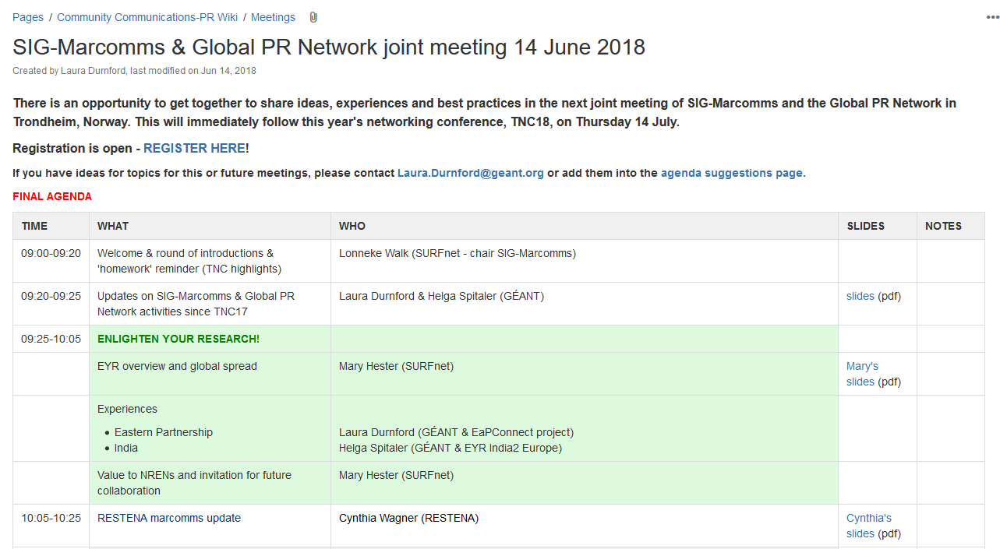 Pages / Community Communications-PR Wiki / Meetings
SIG-Marcomms & Global PR Network joint meeting 14 June 2018
Created by Laura Durnford, last modified on Jun 14, 2018
There is an opportunity to get together to share ideas, experiences and best practices in the next joint meeting of SIG-Marcomms and the Global PR Network in
Trondheim, Norway. This will immediately follow this year's networking conference, TNC18, on Thursday 14 July.
Registration is open - REGISTER HERE!
If you have ideas for topics for this or future meetings, please contact Laura.Durnford@geant.org or add them into the agenda suggestions page.
FINAL AGENDA
TIME WHAT WHO SLIDES NOTES
09:00-09:20 Welcome & round of introductions & Lonneke Walk (SURFnet - chair SIG-Marcomms)
'homework' reminder (TNC highlights)
09:20-09:25 Updates on SIG-Marcomms & Global PR Laura Durnford & Helga Spitaler (GÉANT) slides (pdf)
Network activities since TNC17
09:25-10:05 ENLIGHTEN YOUR RESEARCH!
EYR overview and global spread Mary Hester (SURFnet) Mary's
slides (pdf)
Experiences
• Eastern Partnership Laura Durnford (GÉANT & EaPConnect project)
• India Helga Spitaler (GÉANT & EYR India2 Europe)
Value to NRENs and invitation for future Mary Hester (SURFnet)
collaboration
10:05-10:25 RESTENA marcomms update Cynthia Wagner (RESTENA) Cynthia's
slides (pdf)